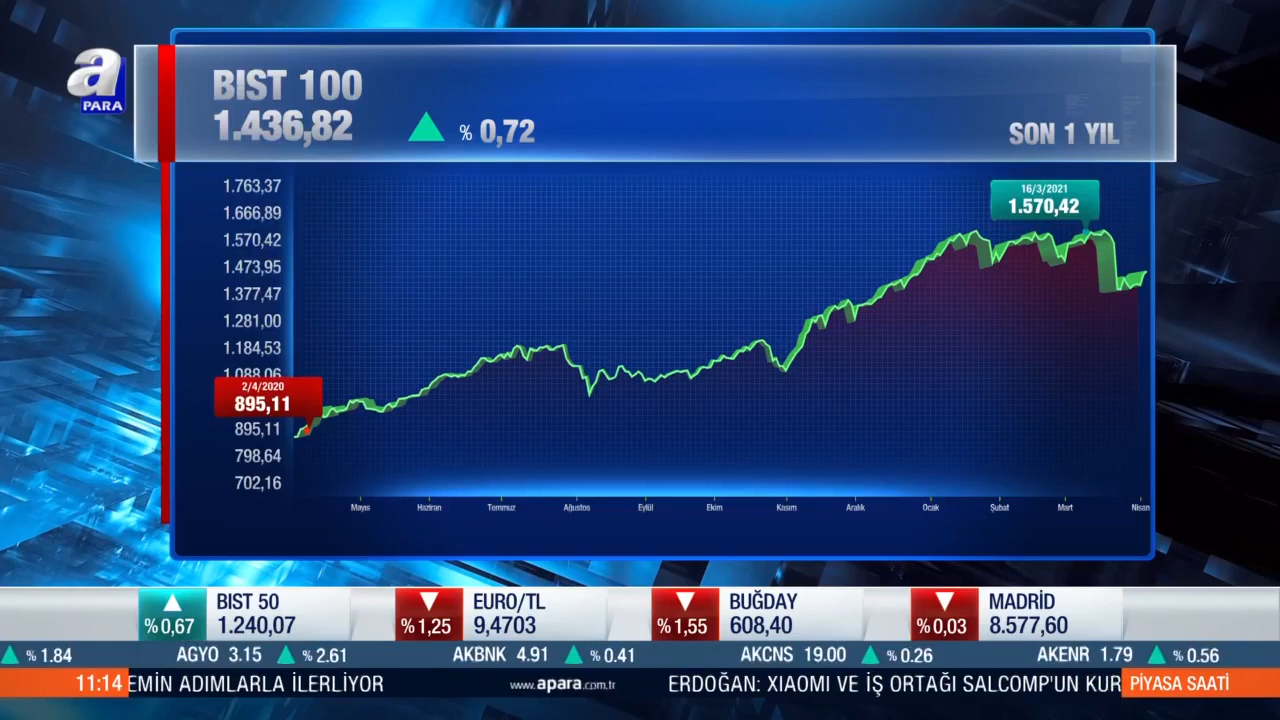 a
PARA
BIST 100
1.436,82
% 0,72
SON 1 YIL
1.763,37
1.666,89
1.570,42
1.473,95
1.377,47
1.281,00
1.184,53
1.088,06
895,11
798,64
702,16
16/3/2021
1.570,42
2/4/2020
895,11
Mayıs Haziran Temmuz Ağustos Eylül Ekim Kasım Aralık Ocak Şubat Mart Nisan
% 0,67 BIST 50 1.240,07
% 1,25 EURO/TL 9,4703
% 1,55 BUĞDAY 608,40
% 0,03 MADRİD 8.577,60
% 1.84 AGYO 3.15 % 2.61 AKBNK 4.91 % 0.41 AKCNS 19.00 % 0.26 AKENR 1.79 % 0.56
11:14 EMİN ADIMLARLA İLERLİYOR www.apara.com.tr ERDOĞAN: XIAOMI VE İŞ ORTAĞI SALCOMP'UN KUR PİYASA SAATİ